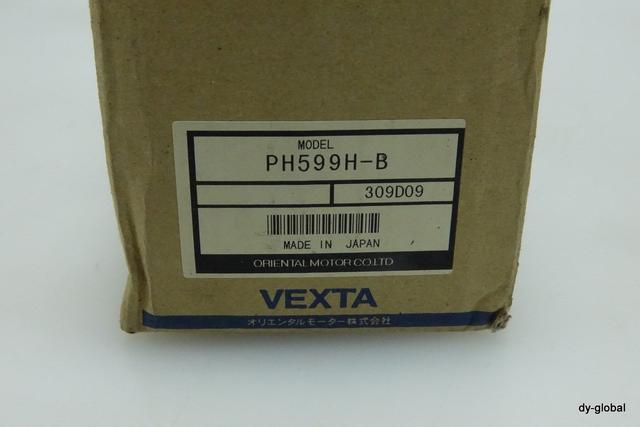 MODEL
PH599H-B
309D09
MADE IN JAPAN
ORIENTAL MOTOR CO.LTD
VEXTA
オリエンタルモーター株式会社
dy-global